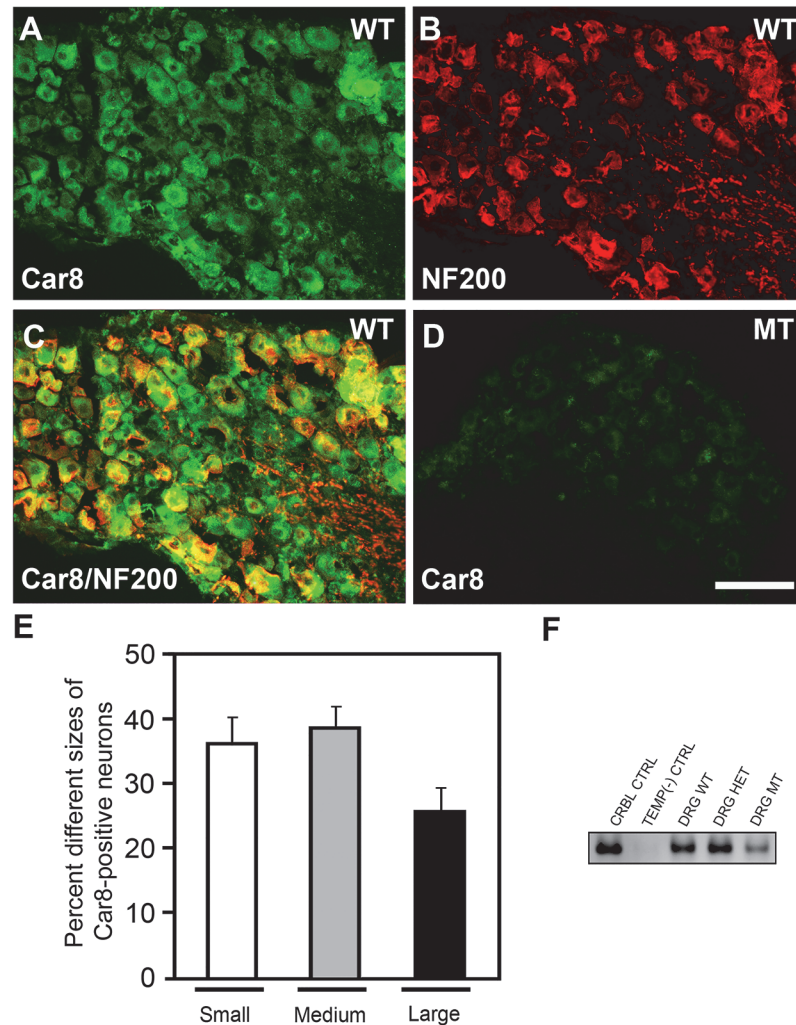 A WT
Car8
B WT
NF200
C WT
Car8/NF200
D MT
Car8
E
Percent different sizes of
Car8-positive neurons
50
40
30
20
10
0
Small Medium Large
F
CRBL CTRL
TEMP(-) CTRL
DRG WT
DRG HET
DRG MT